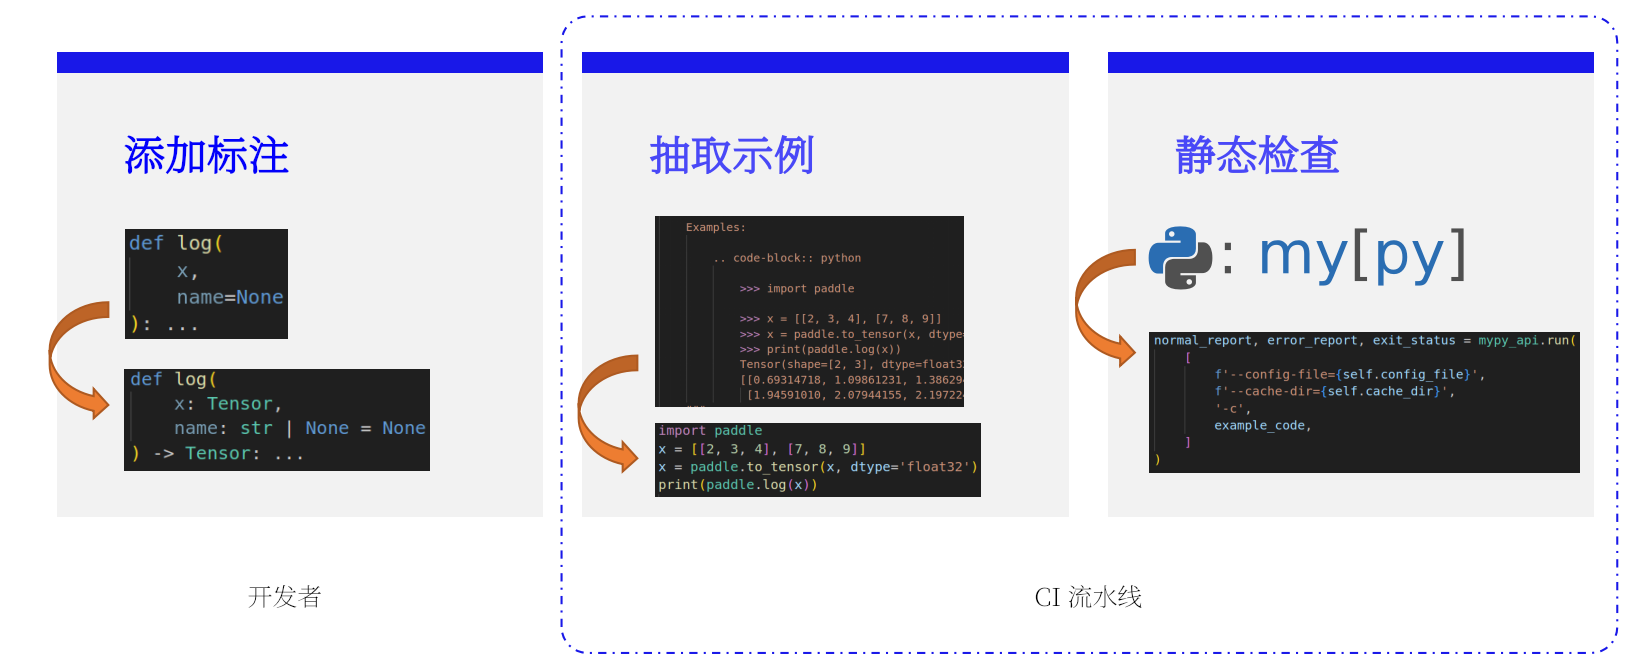 添加标注
def log(
x,
name=None
): ...
def log(
x: Tensor,
name: str | None = None
) -> Tensor: ...
开发者
抽取示例
Examples:
.. code-block:: python
>>> import paddle
>>> x = [[2, 3, 4], [7, 8, 9]]
>>> x = paddle.to_tensor(x, dtype=
>>> print(paddle.log(x))
Tensor(shape=[2, 3], dtype=float3
[[0.69314718, 1.09861231, 1.386294
[1.94591010, 2.07944155, 2.197224
import paddle
x = [[2, 3, 4], [7, 8, 9]]
x = paddle.to_tensor(x, dtype='float32')
print(paddle.log(x))
静态检查
: my[py]
normal_report, error_report, exit_status = mypy_api.run(
[
f'--config-file={self.config_file}',
f'--cache-dir={self.cache_dir}',
'-c',
example_code,
]
)
CI 流水线